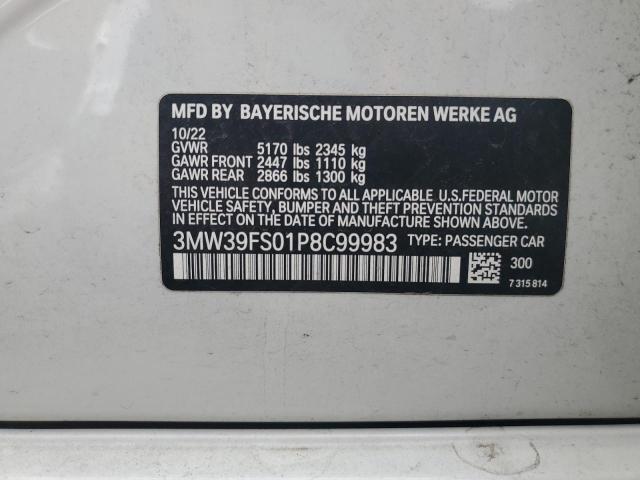 MFD BY BAYERISCHE MOTOREN WERKE AG
10/22
GVWR 5170 lbs 2345 kg
GAWR FRONT 2447 lbs 1110 kg
GAWR REAR 2866 lbs 1300 kg
THIS VEHICLE CONFORMS TO ALL APPLICABLE U.S.FEDERAL MOTOR
VEHICLE SAFETY, BUMPER AND THEFT PREVENTION STANDARDS IN
EFFECT ON THE DATE OF MANUFACTURE SHOWN ABOVE.
3MW39FS01P8C99983 TYPE: PASSENGER CAR
300
7 315 814